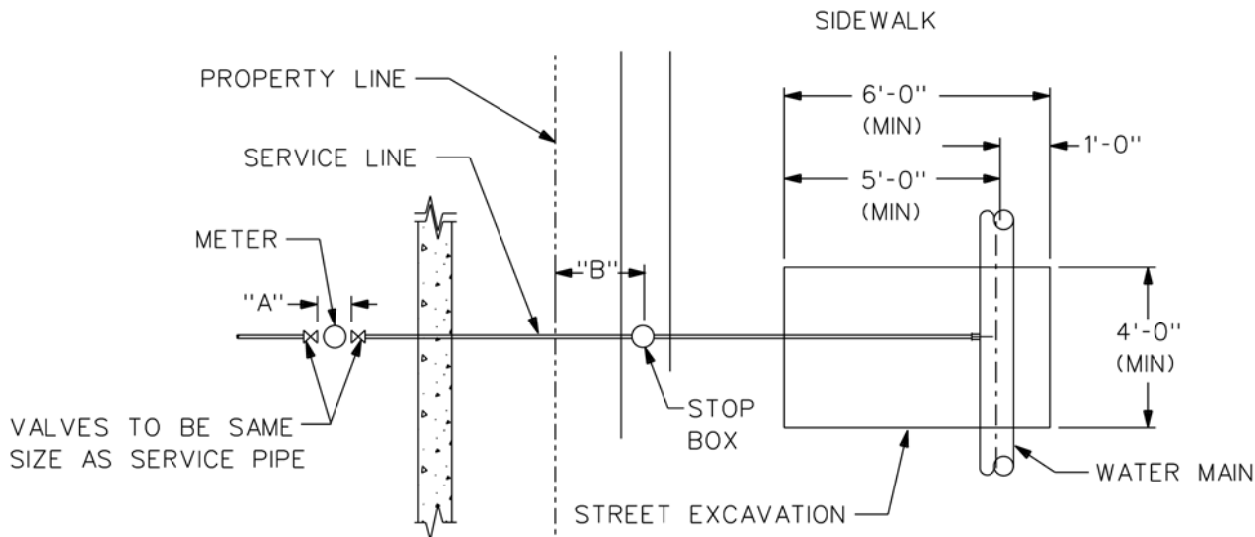 SIDEWALK
PROPERTY LINE
6'-0"
(MIN)
1'-0"
SERVICE LINE
5'-0"
(MIN)
METER
"B"
"A"
4'-0"
(MIN)
STOP
BOX
VALVES TO BE SAME
SIZE AS SERVICE PIPE
WATER MAIN
STREET EXCAVATION